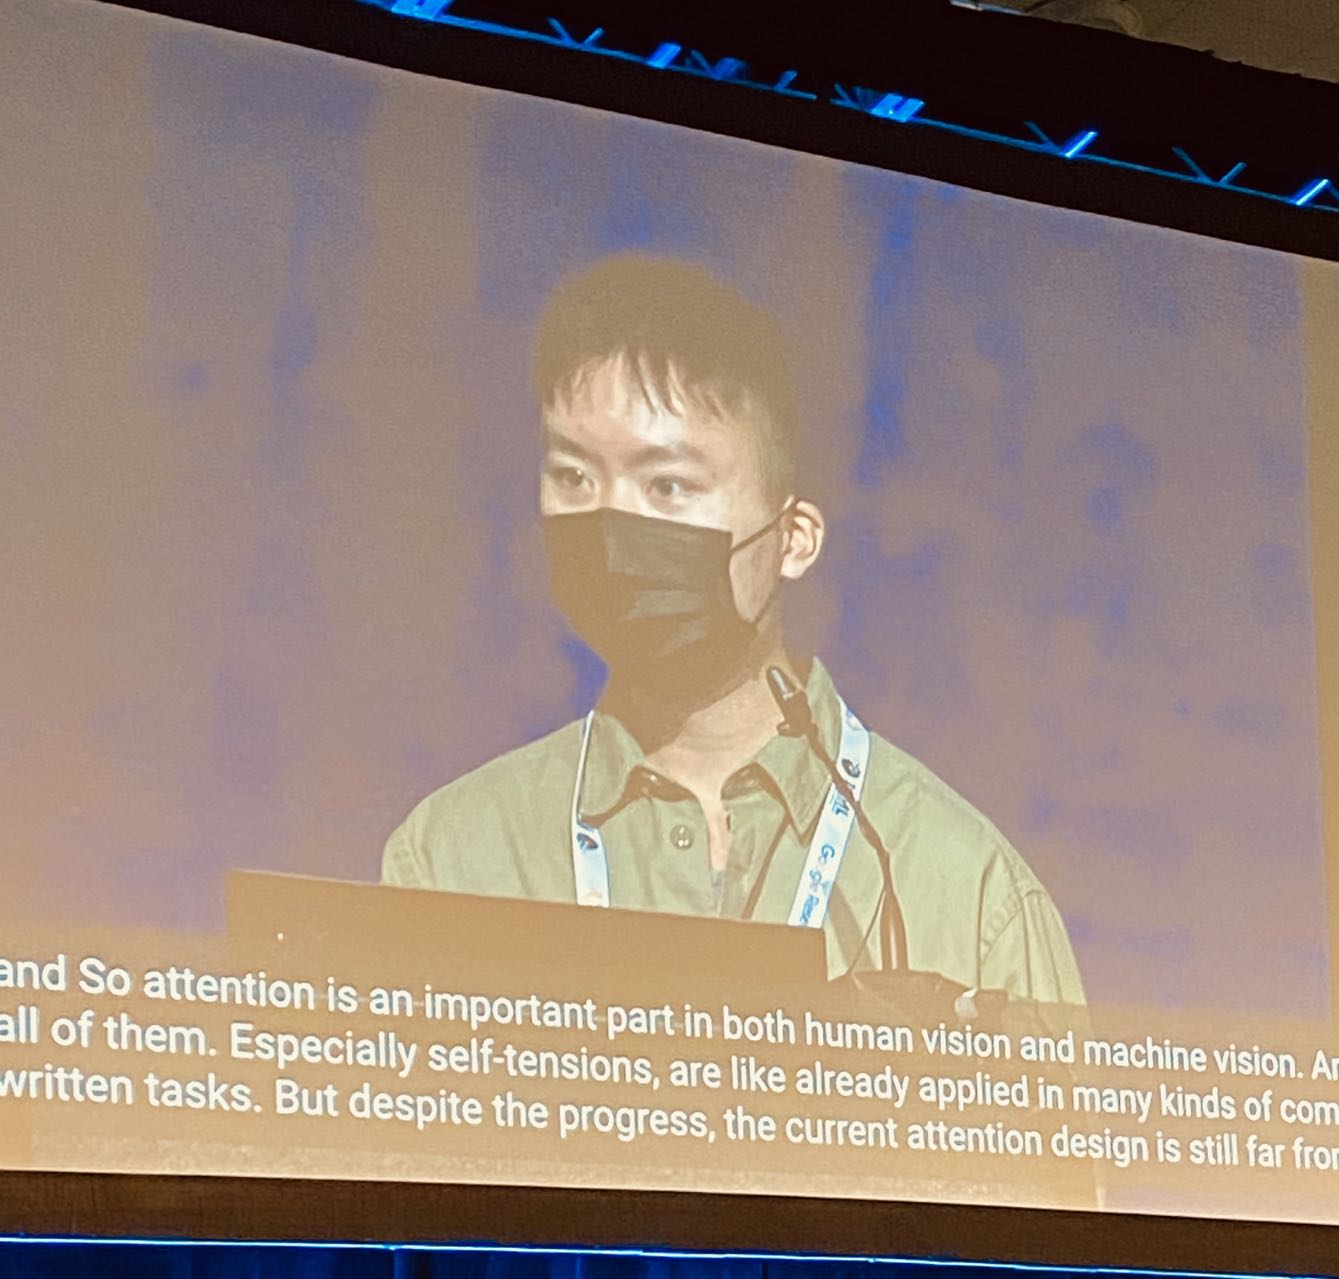 Google
and So attention is an important part in both human vision and machine vision.
all of them. Especially self-tensions, are like already applied in many kinds of com
written tasks. But despite the progress, the current attention design is still far